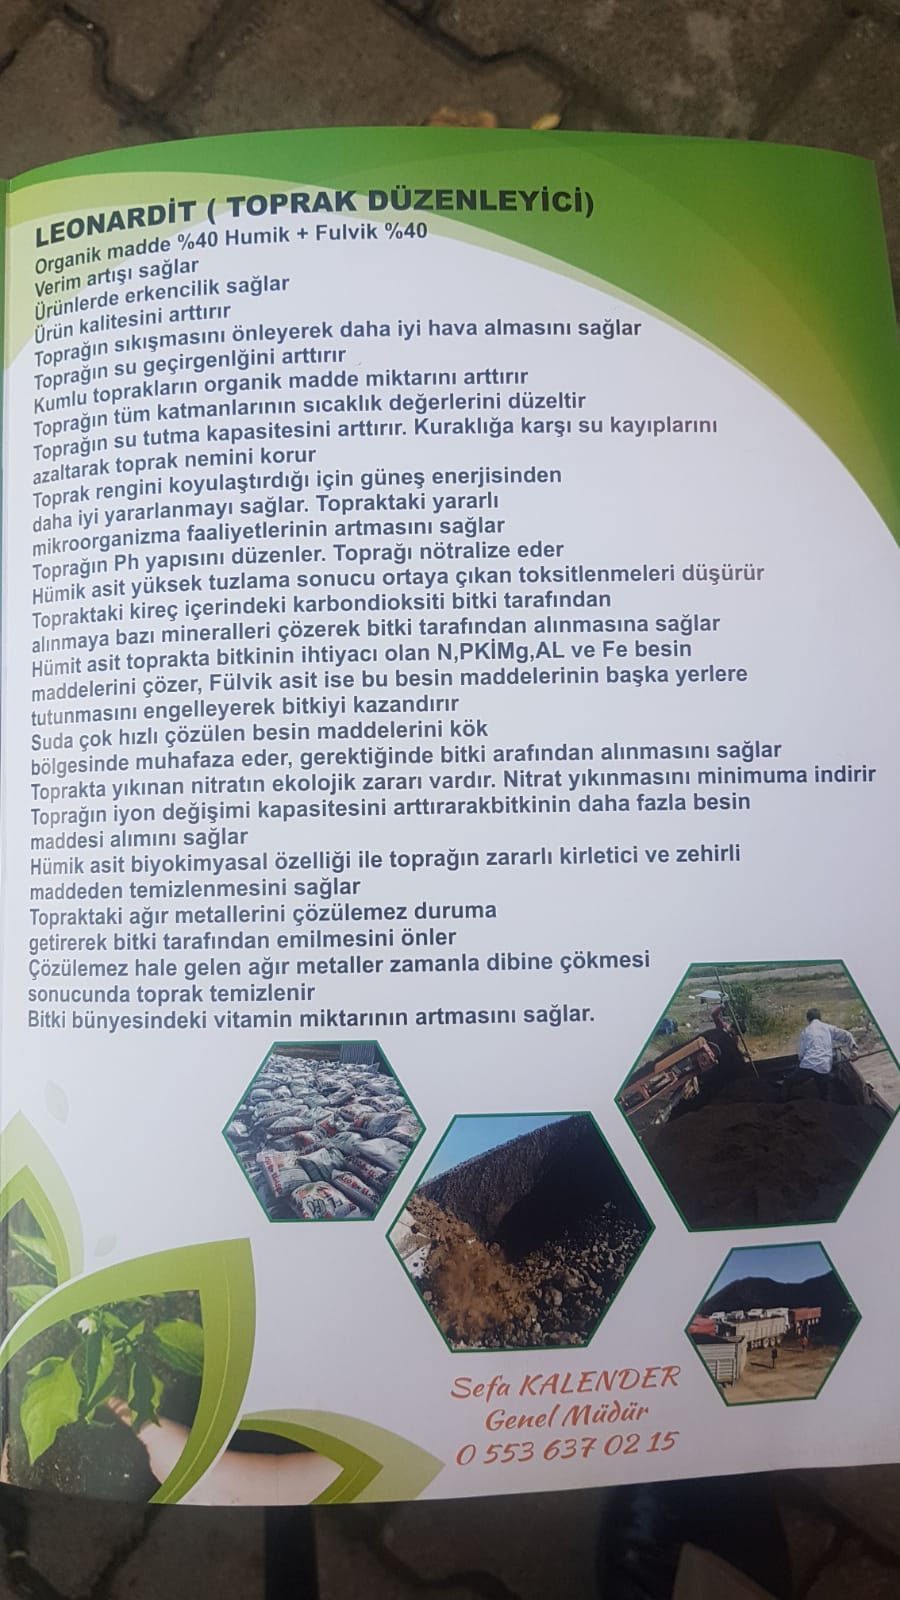 LEONARDİT ( TOPRAK DÜZENLEYİCİ)
Organik madde %40 Humik + Fulvik %40
Verim artışı sağlar
Ürünlerde erkencilik sağlar
Ürün kalitesini arttırır
Toprağın sıkışmasını önleyerek daha iyi hava almasını sağlar
Toprağın su geçirgenlğini arttırır
Kumlu toprakların organik madde miktarını arttırır
Toprağın tüm katmanlarının sıcaklık değerlerini düzeltir
Toprağın su tutma kapasitesini arttırır. Kuraklığa karşı su kayıplarını
azaltarak toprak nemini korur
Toprak rengini koyulaştırdığı için güneş enerjisinden
daha iyi yararlanmayı sağlar. Topraktaki yararlı
mikroorganizma faaliyetlerinin artmasını sağlar
Toprağın Ph yapısını düzenler. Toprağı nötralize eder
Hümik asit yüksek tuzlama sonucu ortaya çıkan toksitlenmeleri düşürür
Topraktaki kireç içerindeki karbondioksiti bitki tarafından
alınmaya bazı mineralleri çözerek bitki tarafından alınmasına sağlar
Hümit asit toprakta bitkinin ihtiyacı olan N,PKİMg,AL ve Fe besin
maddelerini çözer, Fülvik asit ise bu besin maddelerinin başka yerlere
tutunmasını engelleyerek bitkiyi kazandırır
Suda çok hızlı çözülen besin maddelerini kök
bölgesinde muhafaza eder, gerektiğinde bitki arafından alınmasını sağlar
Toprakta yıkınan nitratın ekolojik zararı vardır. Nitrat yıkınmasını minimuma indirir
Toprağın iyon değişimi kapasitesini arttırarakbitkinin daha fazla besin
maddesi alımını sağlar
Hümik asit biyokimyasal özelliği ile toprağın zararlı kirletici ve zehirli
maddeden temizlenmesini sağlar
Topraktaki ağır metallerini çözülemez duruma
getirerek bitki tarafından emilmesini önler
Çözülemez hale gelen ağır metaller zamanla dibine çökmesi
sonucunda toprak temizlenir
Bitki bünyesindeki vitamin miktarının artmasını sağlar.
Sefa KALENDER
Genel Müdür
0 553 637 02 15